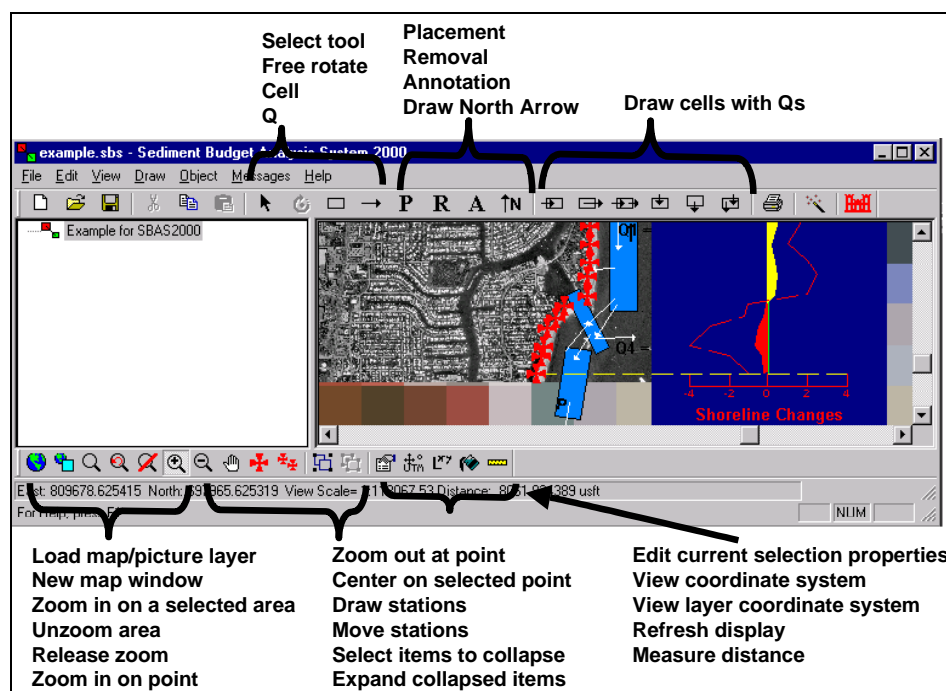 Select tool
Free rotate
Cell
Q
Placement
Removal
Annotation
Draw North Arrow
Draw cells with Qs
example.sbs - Sediment Budget Analysis System 2000
File Edit View Draw Object Messages Help
P R A N
Example for SBAS2000
Q1 =
Q4 =
P
-4 -2 0 2 4
Shoreline Changes
UTM
XY
East: 809678.625415 North: View Scale= Distance: usft
For Help, press NUM
Load map/picture layer
New map window
Zoom in on a selected area
Unzoom area
Release zoom
Zoom in on point
Zoom out at point
Center on selected point
Draw stations
Move stations
Select items to collapse
Expand collapsed items
Edit current selection properties
View coordinate system
View layer coordinate system
Refresh display
Measure distance